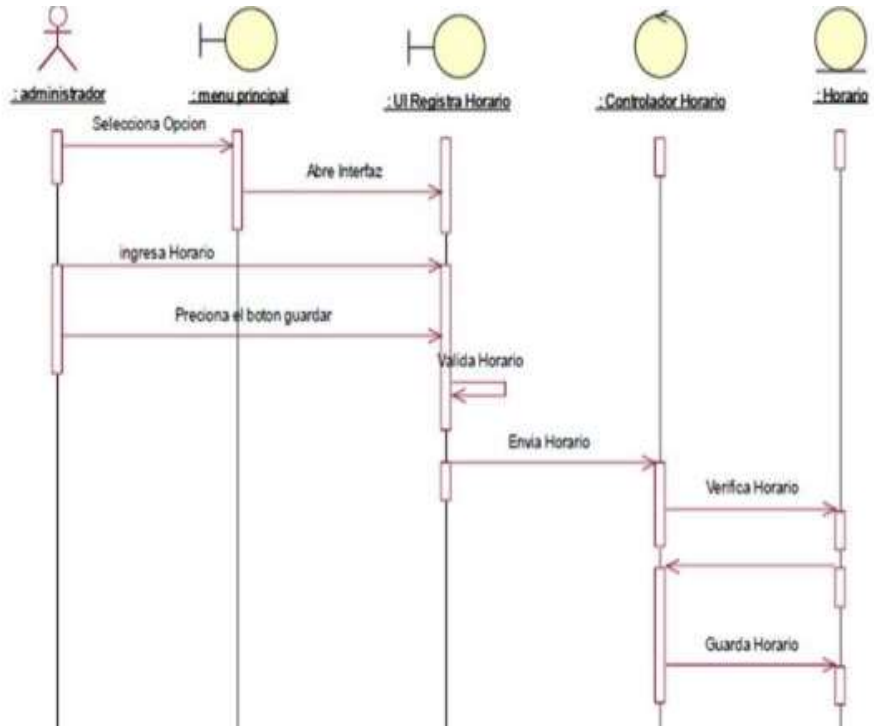 : administrador
: menu principal
: UI Registra Horario
: Controlador Horario
: Horario
Selecciona Opcion
Abre Interfaz
ingresa Horario
Preciona el boton guardar
Valida Horario
Envia Horario
Verifica Horario
Guarda Horario